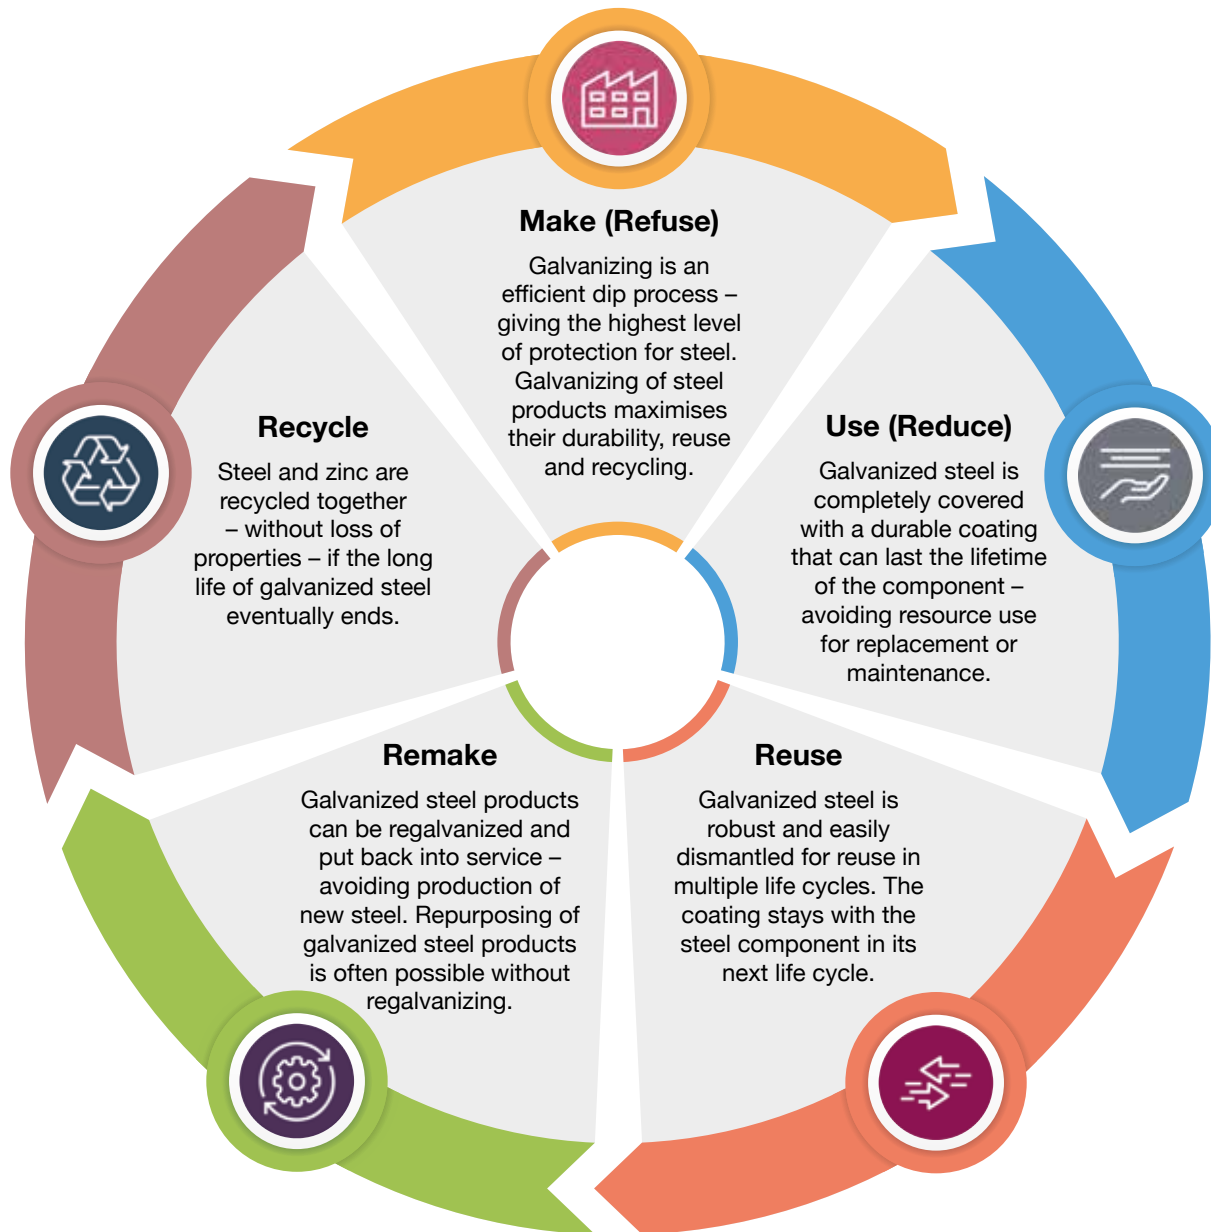 Make (Refuse)
Galvanizing is an
efficient dip process –
giving the highest level
of protection for steel.
Galvanizing of steel
products maximises
their durability, reuse
and recycling.
Use (Reduce)
Galvanized steel is
completely covered
with a durable coating
that can last the lifetime
of the component –
avoiding resource use
for replacement or
maintenance.
Reuse
Galvanized steel is
robust and easily
dismantled for reuse in
multiple life cycles. The
coating stays with the
steel component in its
next life cycle.
Remake
Galvanized steel products
can be regalvanized and
put back into service –
avoiding production of
new steel. Repurposing of
galvanized steel products
is often possible without
regalvanizing.
Recycle
Steel and zinc are
recycled together
– without loss of
properties – if the long
life of galvanized steel
eventually ends.